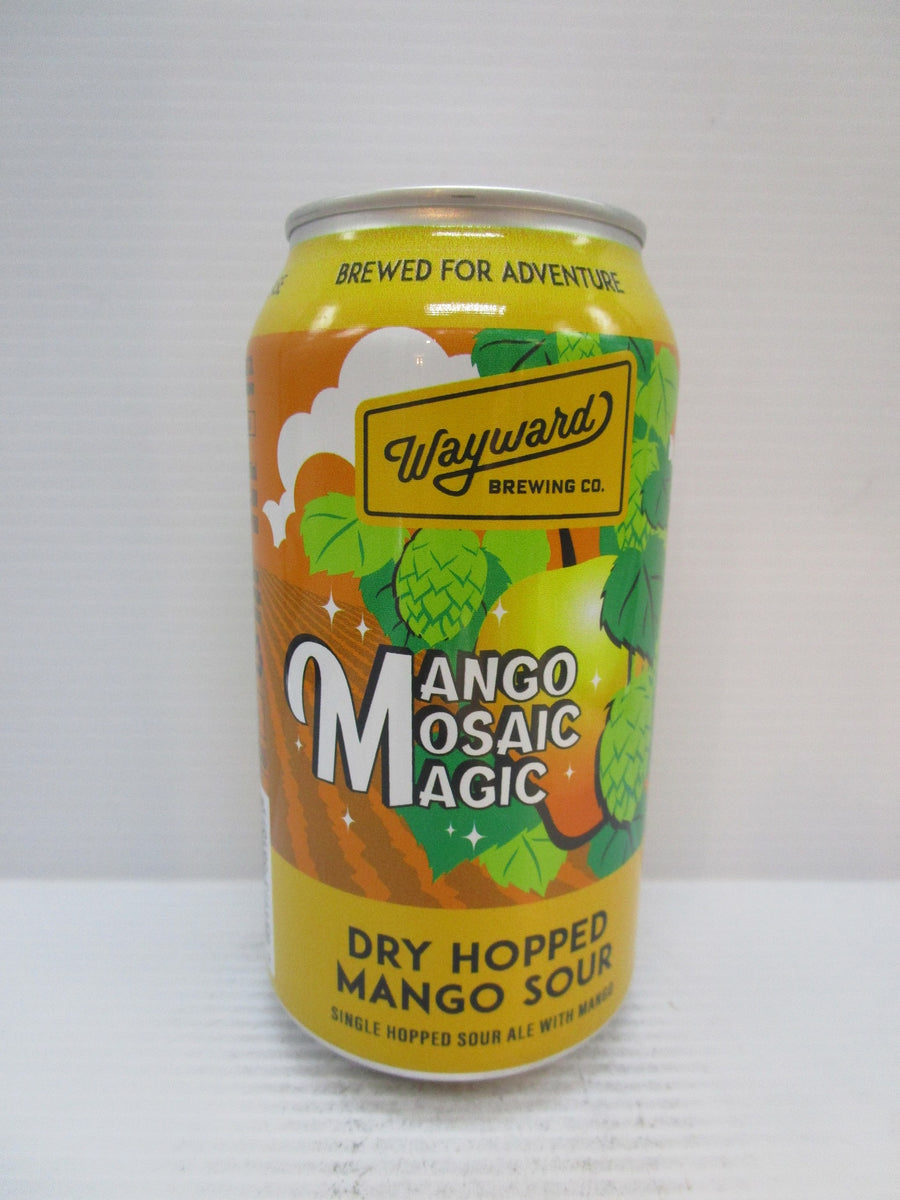 BREWED FOR ADVENTURE
Wayward
BREWING CO.
MANGO
MOSAIC
MAGIC
DRY HOPPED
MANGO SOUR
SINGLE HOPPED SOUR ALE WITH MANGO